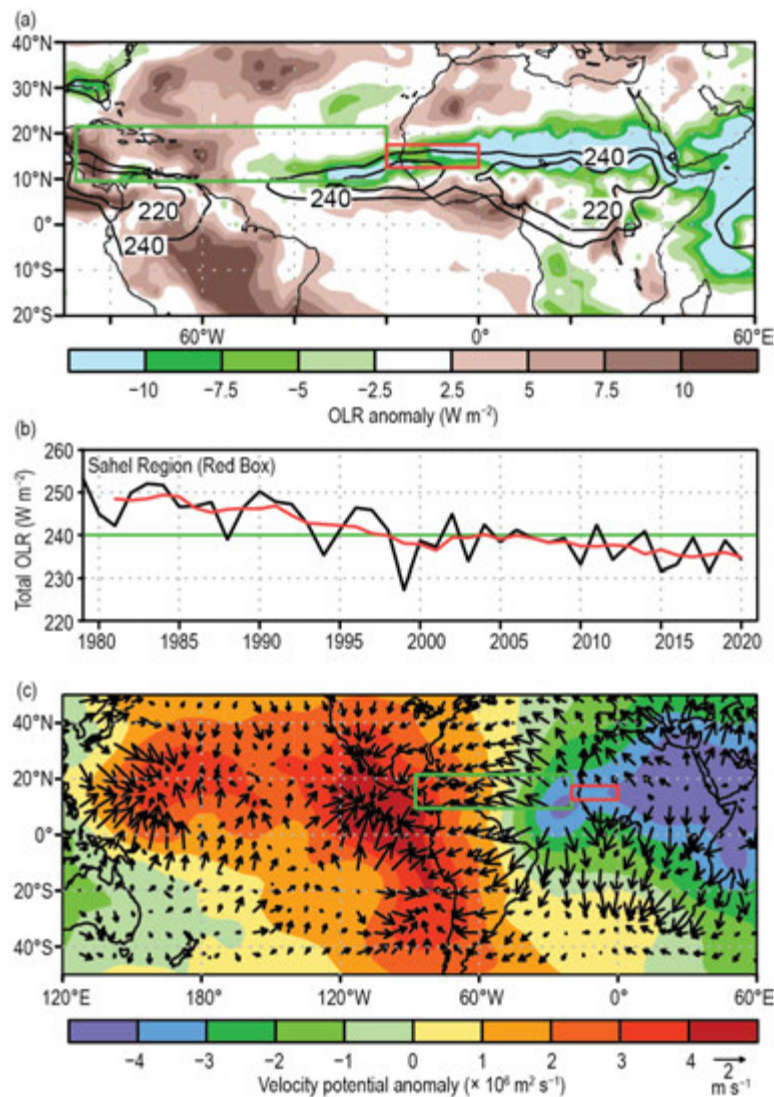 (a)
40°N
30°N
20°N
10°N
0°
10°S
20°S
240
220
240
240
220
60°W 0° 60°E
−10 −7.5 −5 −2.5 2.5 5 7.5 10
OLR anomaly (W m⁻²)
(b)
260
250
240
230
220
Total OLR (W m⁻²)
Sahel Region (Red Box)
1980 1985 1990 1995 2000 2005 2010 2015 2020
(c)
40°N
20°N
0°
20°S
40°S
120°E 180° 120°W 60°W 0° 60°E
−4 −3 −2 −1 0 1 2 3 4
2
m s⁻¹
Velocity potential anomaly (× 10⁶ m² s⁻¹)